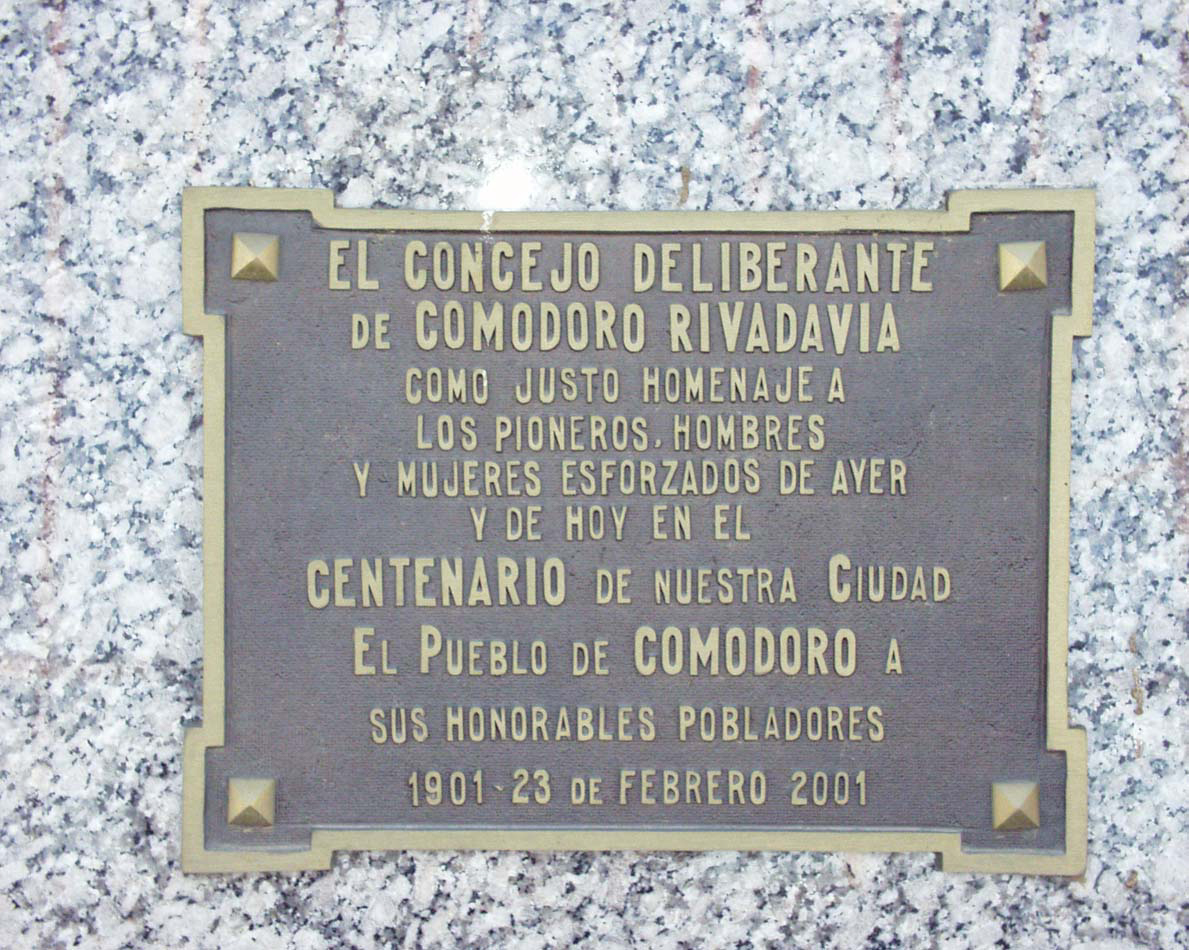 EL CONCEJO DELIBERANTE
DE COMODORO RIVADAVIA
COMO JUSTO HOMENAJE A
LOS PIONEROS, HOMBRES
Y MUJERES ESFORZADOS DE AYER
Y DE HOY EN EL
CENTENARIO DE NUESTRA CIUDAD
EL PUEBLO DE COMODORO A
SUS HONORABLES POBLADORES
1901 - 23 DE FEBRERO 2001